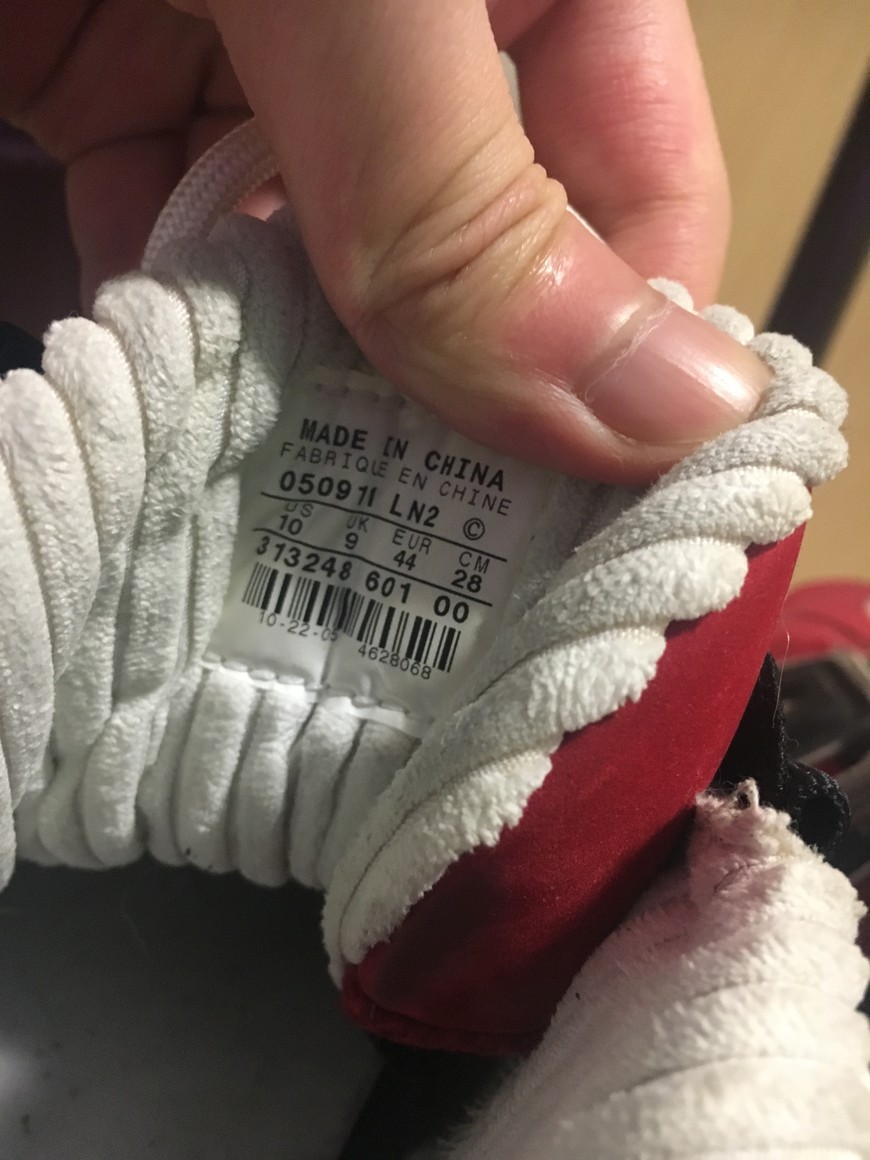 MADE IN CHINA
FABRIQUE EN CHINE
050911 LN2 ©
US UK EUR CM
10 9 44 28
313248 601 00
10-22-05
4628068